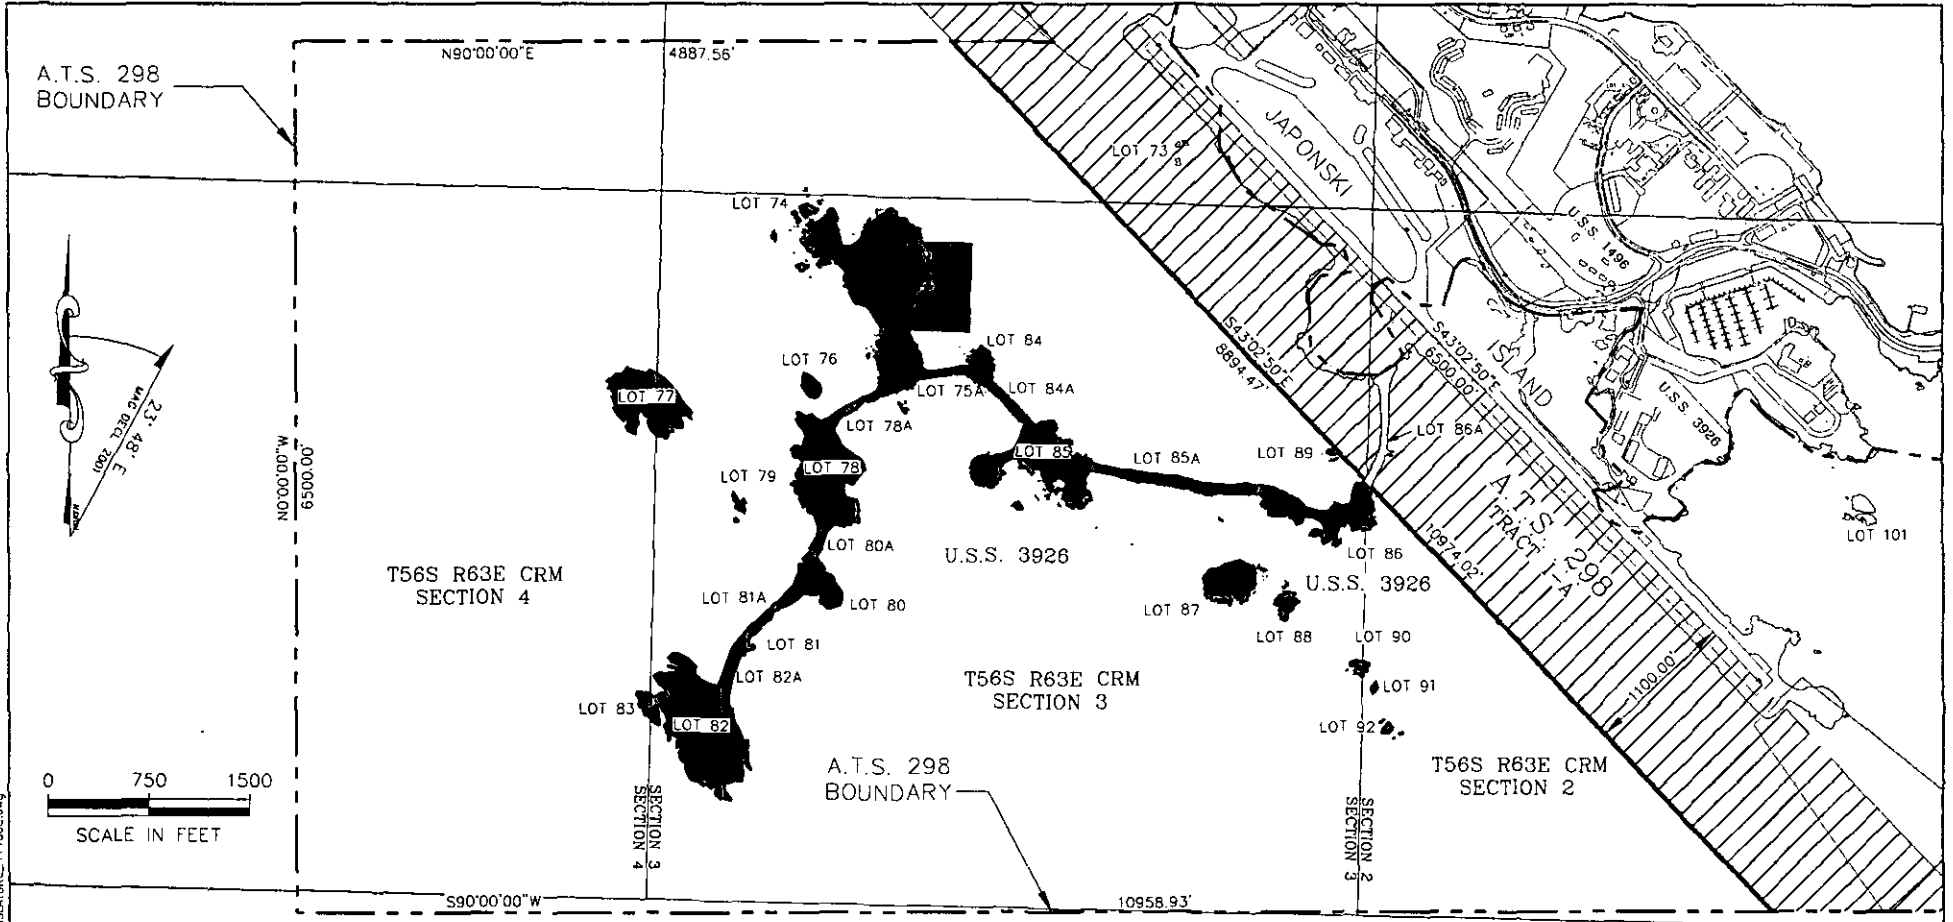 N90°00'00"E
4887.56'
A.T.S. 298
BOUNDARY
JAPONSKI
LOT 73
LOT 74
U.S.S. 1496
23° 48' E
MAG DECL 2001
LOT 76
LOT 84
S43°02'50"E
8894.47'
S43°02'50"E
6500.00'
ISLAND
LOT 77
LOT 75A
LOT 84A
U.S.S. 3926
LOT 78A
LOT 86A
N00°00'00"W
6500.00'
LOT 78
LOT 85
LOT 85A
LOT 89
LOT 79
A.T.S. 298
TRACT A
LOT 101
LOT 80A
U.S.S. 3926
LOT 86
10974.02'
T56S R63E CRM
SECTION 4
U.S.S. 3926
LOT 81A
LOT 80
LOT 87
LOT 88
LOT 90
LOT 81
LOT 82A
T56S R63E CRM
SECTION 3
LOT 91
1100.00'
LOT 83
LOT 82
LOT 92
A.T.S. 298
BOUNDARY
T56S R63E CRM
SECTION 2
0 750 1500
SCALE IN FEET
SECTION 3
SECTION 4
SECTION 2
SECTION 3
S90°00'00"W
10958.93'